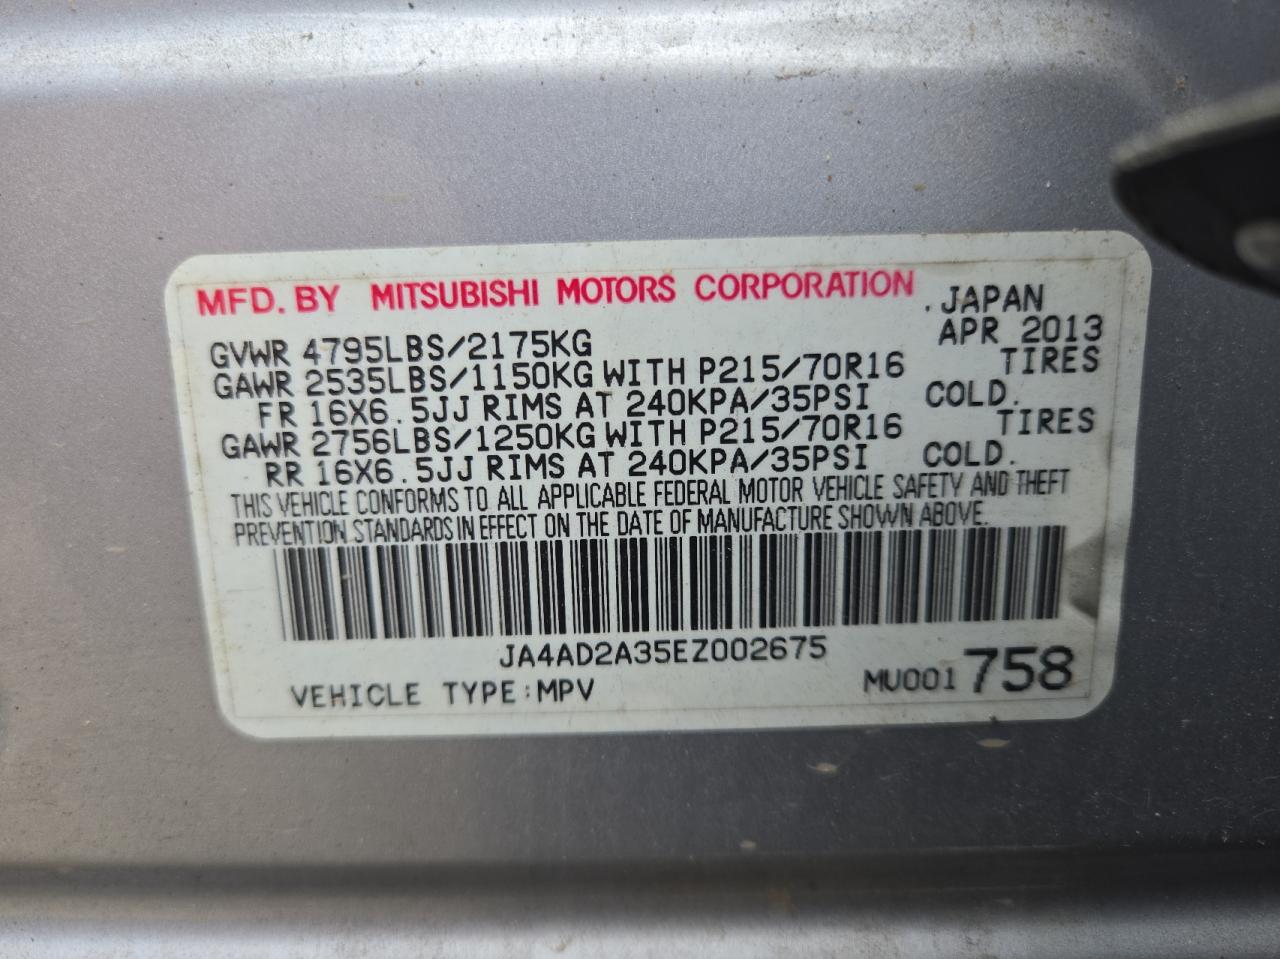 MFD. BY MITSUBISHI MOTORS CORPORATION . JAPAN
GVWR 4795LBS/2175KG APR 2013
GAWR 2535LBS/1150KG WITH P215/70R16 TIRES
FR 16X6.5JJ RIMS AT 240KPA/35PSI COLD.
GAWR 2756LBS/1250KG WITH P215/70R16 TIRES
RR 16X6.5JJ RIMS AT 240KPA/35PSI COLD.
THIS VEHICLE CONFORMS TO ALL APPLICABLE FEDERAL MOTOR VEHICLE SAFETY AND THEFT
PREVENTION STANDARDS IN EFFECT ON THE DATE OF MANUFACTURE SHOWN ABOVE.
JA4AD2A35EZ002675
VEHICLE TYPE:MPV MU001 758